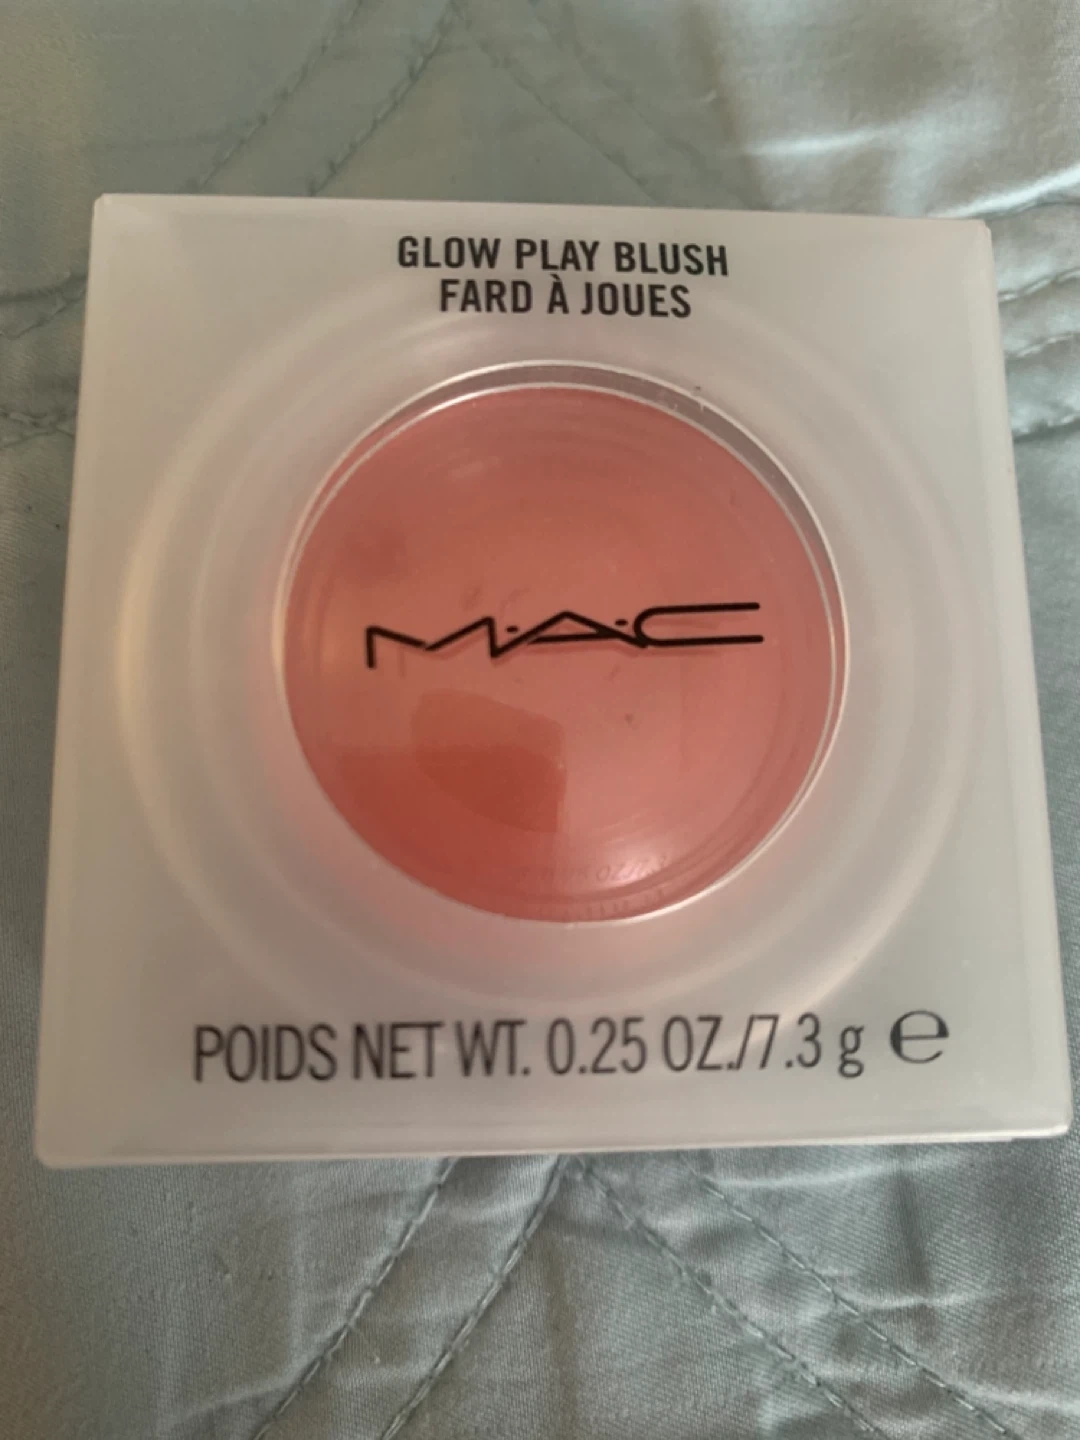 GLOW PLAY BLUSH
FARD À JOUES
M·A·C
POIDS NET WT. 0.25 OZ./7.3 g ℮